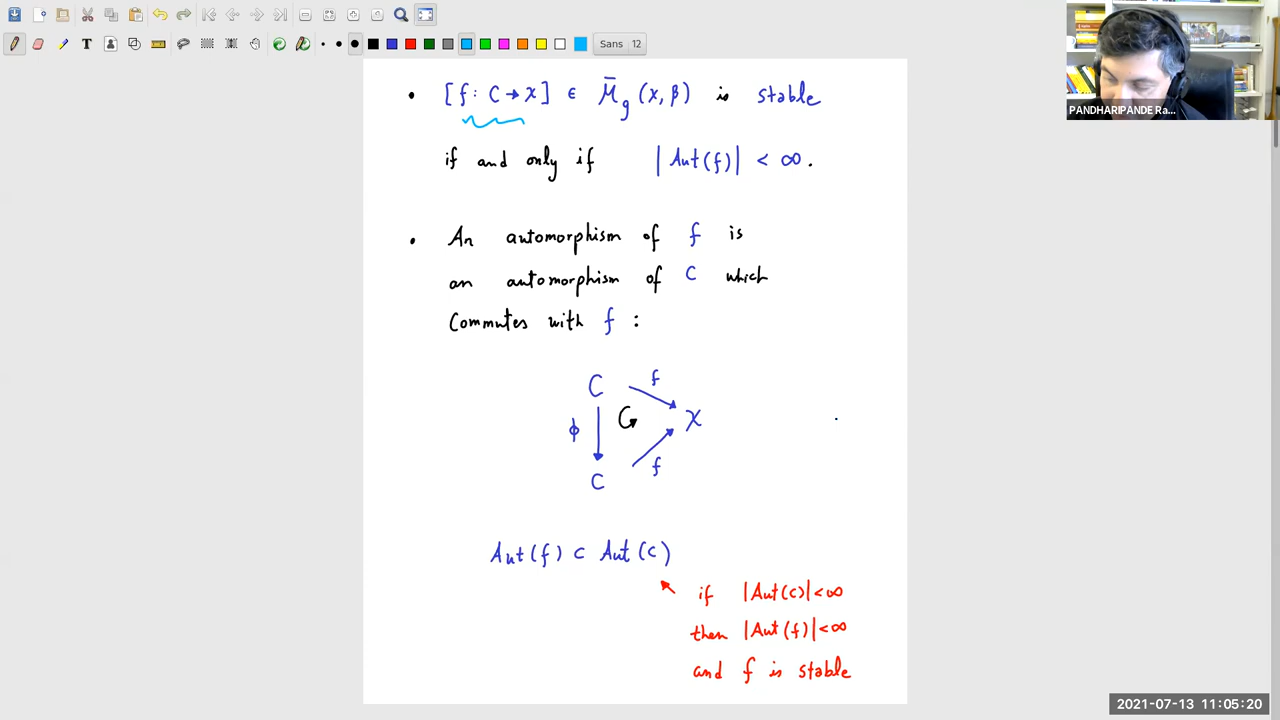 Sans 12
• [f: C → X] ∈ M̄_g (X, β) is stable
if and only if |Aut(f)| < ∞.
• An automorphism of f is
an automorphism of C which
commutes with f :
C f
ϕ X
C f
Aut(f) ⊂ Aut(C)
if |Aut(C)| < ∞
then |Aut(f)| < ∞
and f is stable
PANDHARIPANDE Ra...
2021-07-13 11:05:20